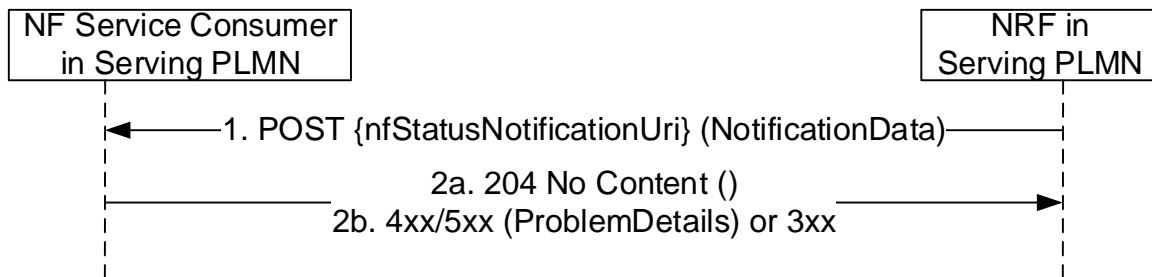 NF Service Consumer
in Serving PLMN
NRF in
Serving PLMN
1. POST {nfStatusNotificationUri} (NotificationData)
2a. 204 No Content ()
2b. 4xx/5xx (ProblemDetails) or 3xx